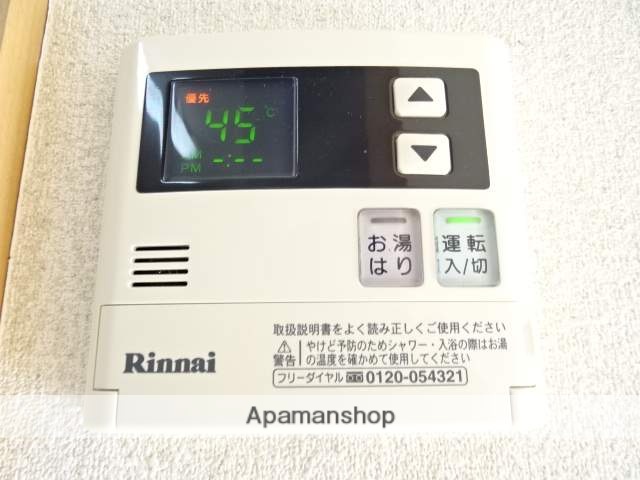 優先
45℃
AM
PM -:--
お湯はり
運転入/切
取扱説明書をよく読み正しくご使用ください
⚠警告 やけど予防のためシャワー・入浴の際はお湯
の温度を確かめて使用してください
フリーダイヤル 0120-054321
Rinnai
Apamanshop